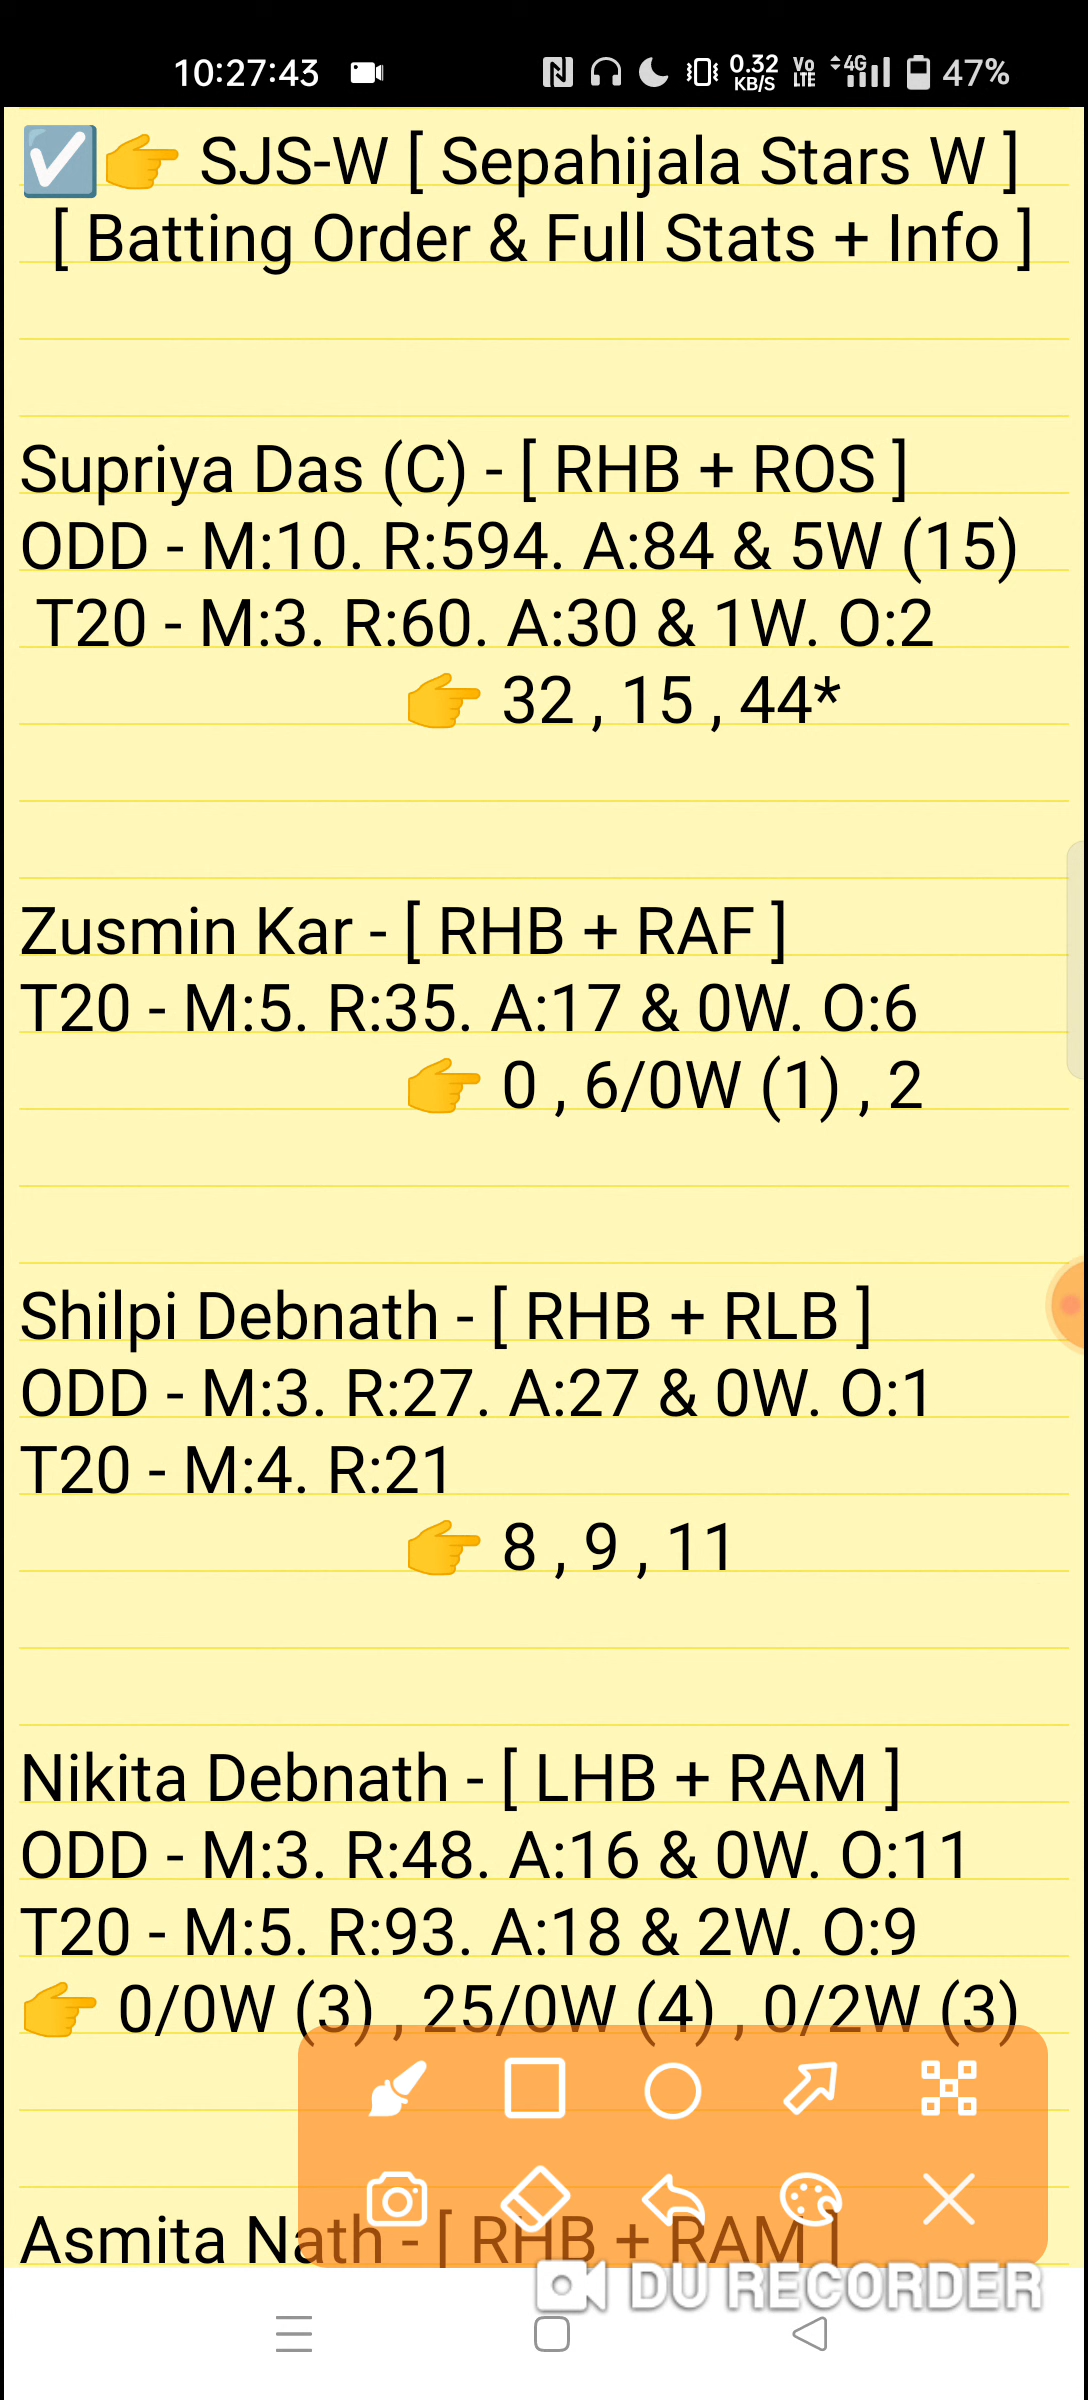 10:27:43 0.32 KB/S Vo LTE 4G 47%
☑️👉 SJS-W [ Sepahijala Stars W ]
[ Batting Order & Full Stats + Info ]
Supriya Das (C) - [ RHB + ROS ]
ODD - M:10. R:594. A:84 & 5W (15)
T20 - M:3. R:60. A:30 & 1W. O:2
👉 32 , 15 , 44*
Zusmin Kar - [ RHB + RAF ]
T20 - M:5. R:35. A:17 & 0W. O:6
👉 0 , 6/0W (1) , 2
Shilpi Debnath - [ RHB + RLB ]
ODD - M:3. R:27. A:27 & 0W. O:1
T20 - M:4. R:21
👉 8 , 9 , 11
Nikita Debnath - [ LHB + RAM ]
ODD - M:3. R:48. A:16 & 0W. O:11
T20 - M:5. R:93. A:18 & 2W. O:9
👉 0/0W (3) , 25/0W (4) , 0/2W (3)
Asmita Nath - [ RHB + RAM ]
DU RECORDER